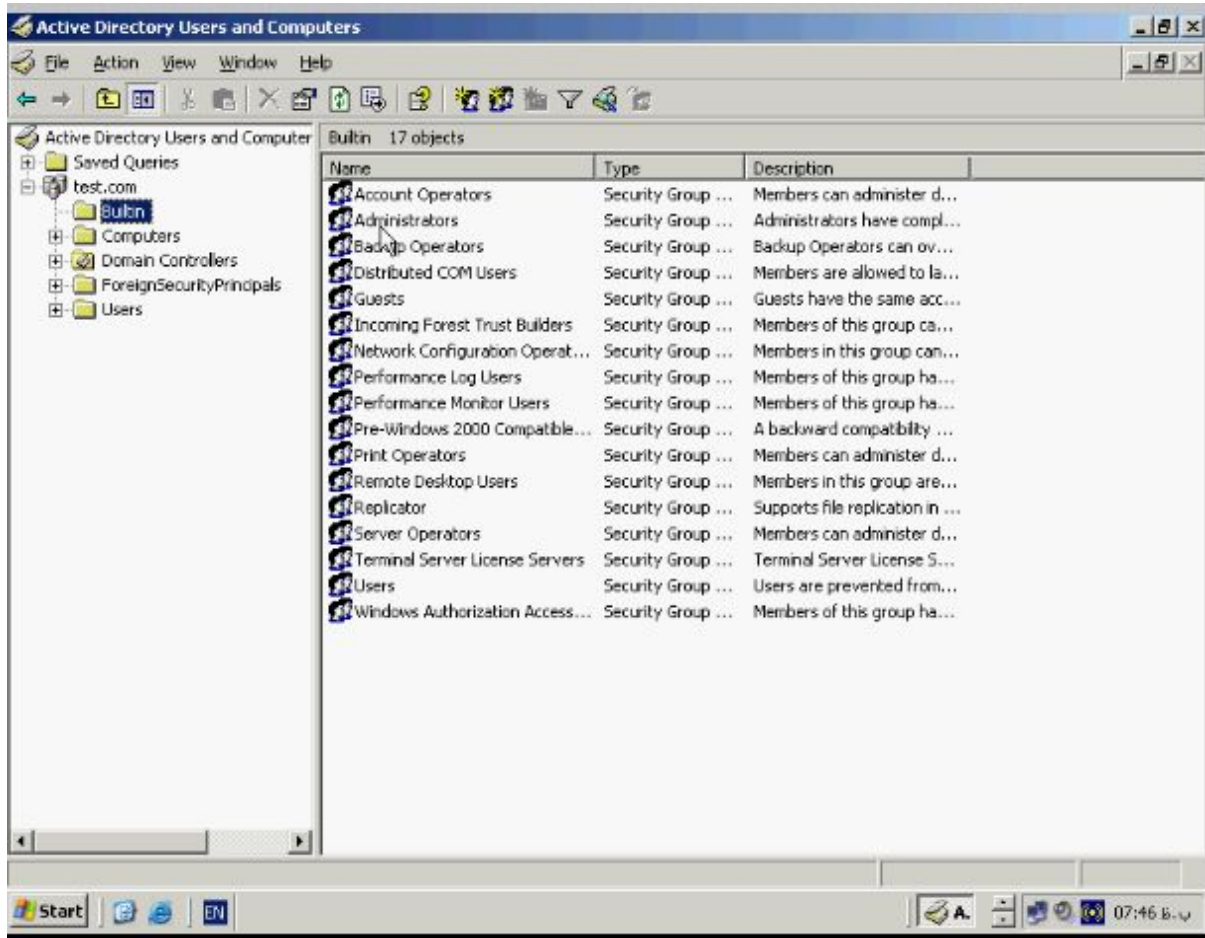 Active Directory Users and Computers
File Action View Window Help
Active Directory Users and Computer
Saved Queries
test.com
Builtin
Computers
Domain Controllers
ForeignSecurityPrincipals
Users
Builtin 17 objects
Name Type Description
Account Operators Security Group ... Members can administer d...
Administrators Security Group ... Administrators have compl...
Backup Operators Security Group ... Backup Operators can ov...
Distributed COM Users Security Group ... Members are allowed to la...
Guests Security Group ... Guests have the same acc...
Incoming Forest Trust Builders Security Group ... Members of this group ca...
Network Configuration Operat... Security Group ... Members in this group can...
Performance Log Users Security Group ... Members of this group ha...
Performance Monitor Users Security Group ... Members of this group ha...
Pre-Windows 2000 Compatible... Security Group ... A backward compatibility ...
Print Operators Security Group ... Members can administer d...
Remote Desktop Users Security Group ... Members in this group are...
Replicator Security Group ... Supports file replication in ...
Server Operators Security Group ... Members can administer d...
Terminal Server License Servers Security Group ... Terminal Server License S...
Users Security Group ... Users are prevented from...
Windows Authorization Access... Security Group ... Members of this group ha...
Start EN A. 07:46 ب.ظ